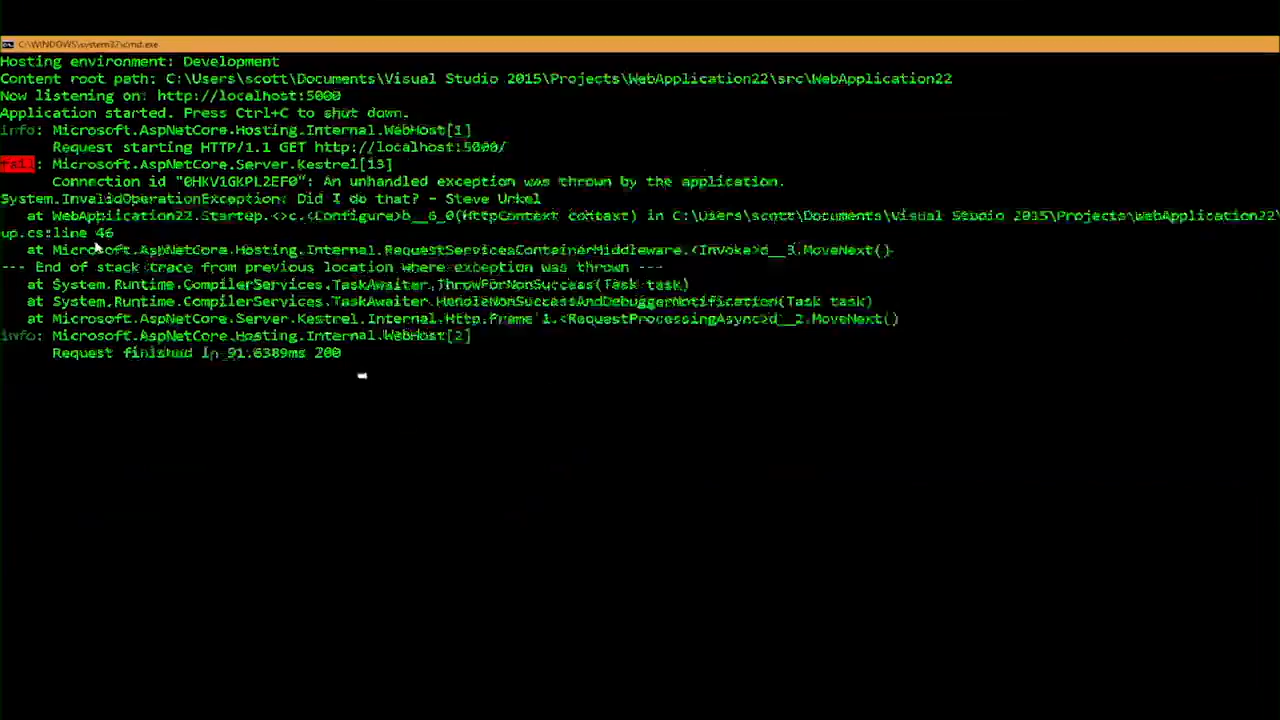 C:\WINDOWS\system32\cmd.exe
Hosting environment: Development
Content root path: C:\Users\scott\Documents\Visual Studio 2015\Projects\WebApplication22\src\WebApplication22
Now listening on: http://localhost:5000
Application started. Press Ctrl+C to shut down.
info: Microsoft.AspNetCore.Hosting.Internal.WebHost[1]
Request starting HTTP/1.1 GET http://localhost:5000/
fail: Microsoft.AspNetCore.Server.Kestrel[13]
Connection id "0HKV1GKPL2EF0": An unhandled exception was thrown by the application.
System.InvalidOperationException: Did I do that? - Steve Urkel
at WebApplication22.Startup.<>c.<Configure>b__6_0(HttpContext context) in C:\Users\scott\Documents\Visual Studio 2015\Projects\WebApplication22\
up.cs:line 46
at Microsoft.AspNetCore.Hosting.Internal.RequestServicesContainerMiddleware.<Invoke>d__3.MoveNext()
--- End of stack trace from previous location where exception was thrown ---
at System.Runtime.CompilerServices.TaskAwaiter.ThrowForNonSuccess(Task task)
at System.Runtime.CompilerServices.TaskAwaiter.HandleNonSuccessAndDebuggerNotification(Task task)
at Microsoft.AspNetCore.Server.Kestrel.Internal.Http.Frame`1.<RequestProcessingAsync>d__2.MoveNext()
info: Microsoft.AspNetCore.Hosting.Internal.WebHost[2]
Request finished in 91.6389ms 200